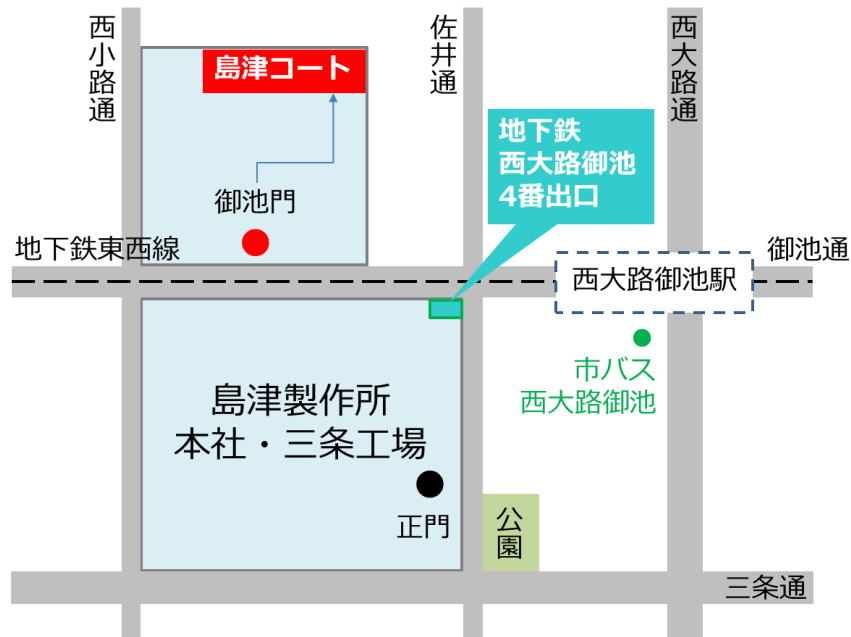 西小路通
佐井通
西大路通
島津コート
地下鉄
西大路御池
4番出口
御池門
地下鉄東西線
御池通
西大路御池駅
市バス
西大路御池
島津製作所
本社・三条工場
正門
公園
三条通